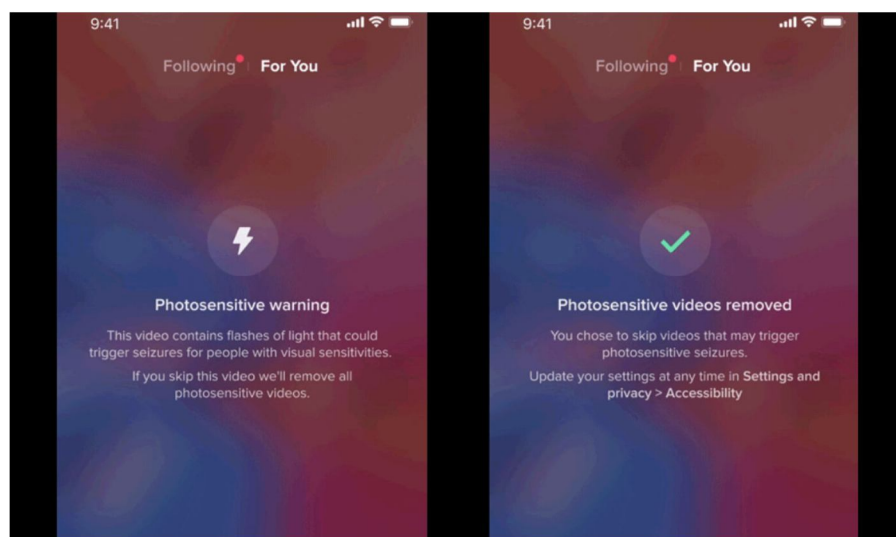 9:41
Following For You
Photosensitive warning
This video contains flashes of light that could
trigger seizures for people with visual sensitivities.
If you skip this video we'll remove all
photosensitive videos.
9:41
Following For You
Photosensitive videos removed
You chose to skip videos that may trigger
photosensitive seizures.
Update your settings at any time in Settings and
privacy > Accessibility